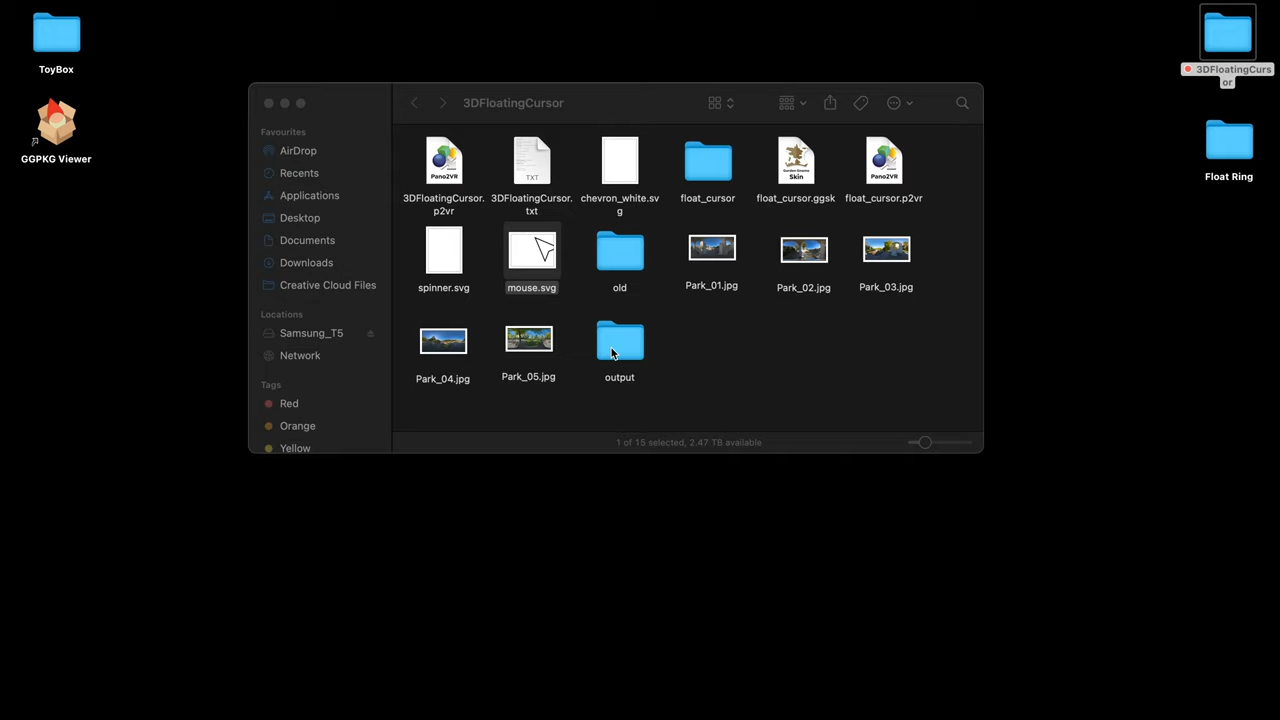 ToyBox
GGPKG Viewer
3DFloatingCurs
or
Float Ring
3DFloatingCursor
Favourites
AirDrop
Recents
Applications
Desktop
Documents
Downloads
Creative Cloud Files
Locations
Samsung_T5
Network
Tags
Red
Orange
Yellow
Pano2VR
3DFloatingCursor.
p2vr
TXT
3DFloatingCursor.
txt
chevron_white.sv
g
float_cursor
Garden Gnome
Skin
float_cursor.ggsk
Pano2VR
float_cursor.p2vr
spinner.svg
mouse.svg
old
Park_01.jpg
Park_02.jpg
Park_03.jpg
Park_04.jpg
Park_05.jpg
output
1 of 15 selected, 2.47 TB available